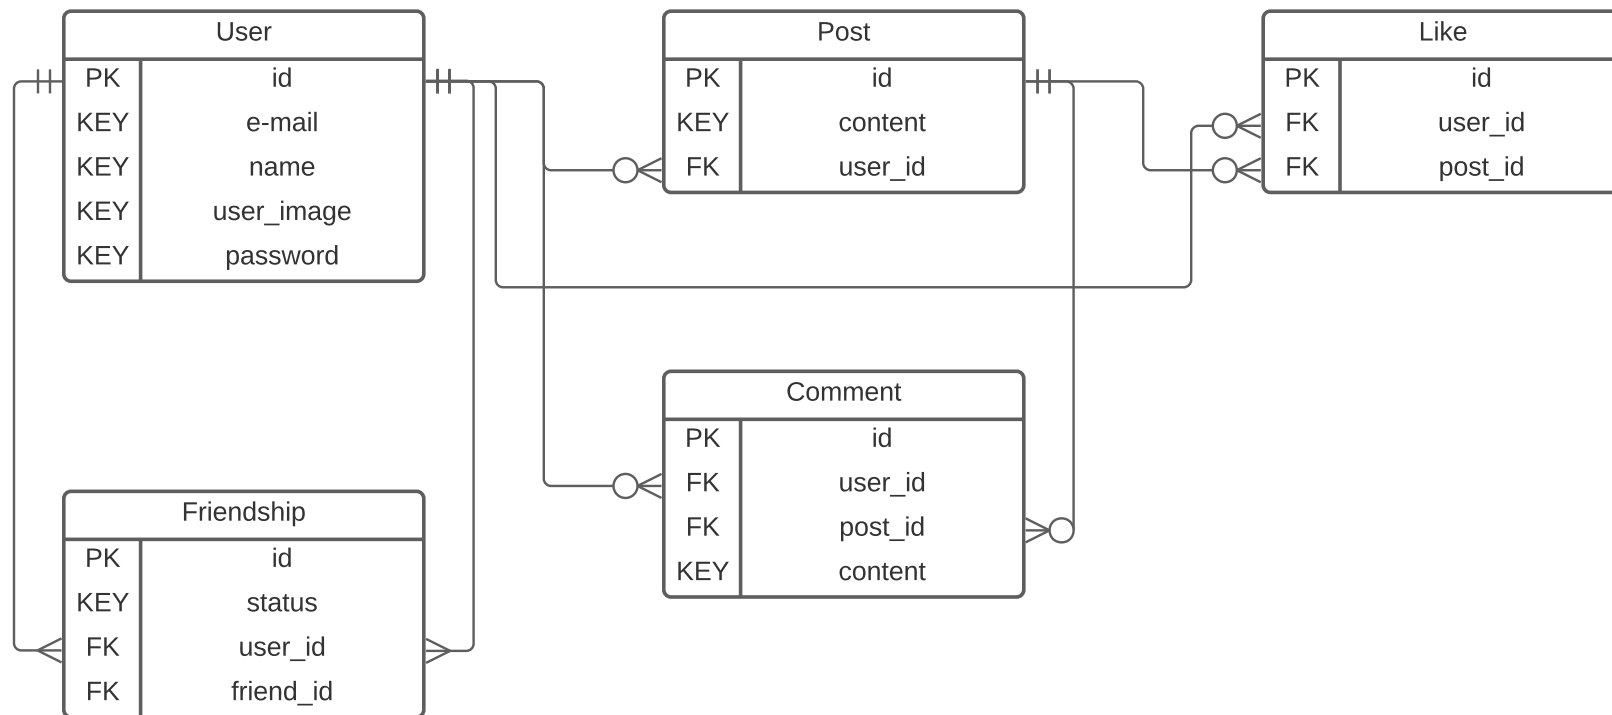 User
PK id
KEY e-mail
KEY name
KEY user_image
KEY password
Post
PK id
KEY content
FK user_id
Like
PK id
FK user_id
FK post_id
Comment
PK id
FK user_id
FK post_id
KEY content
Friendship
PK id
KEY status
FK user_id
FK friend_id